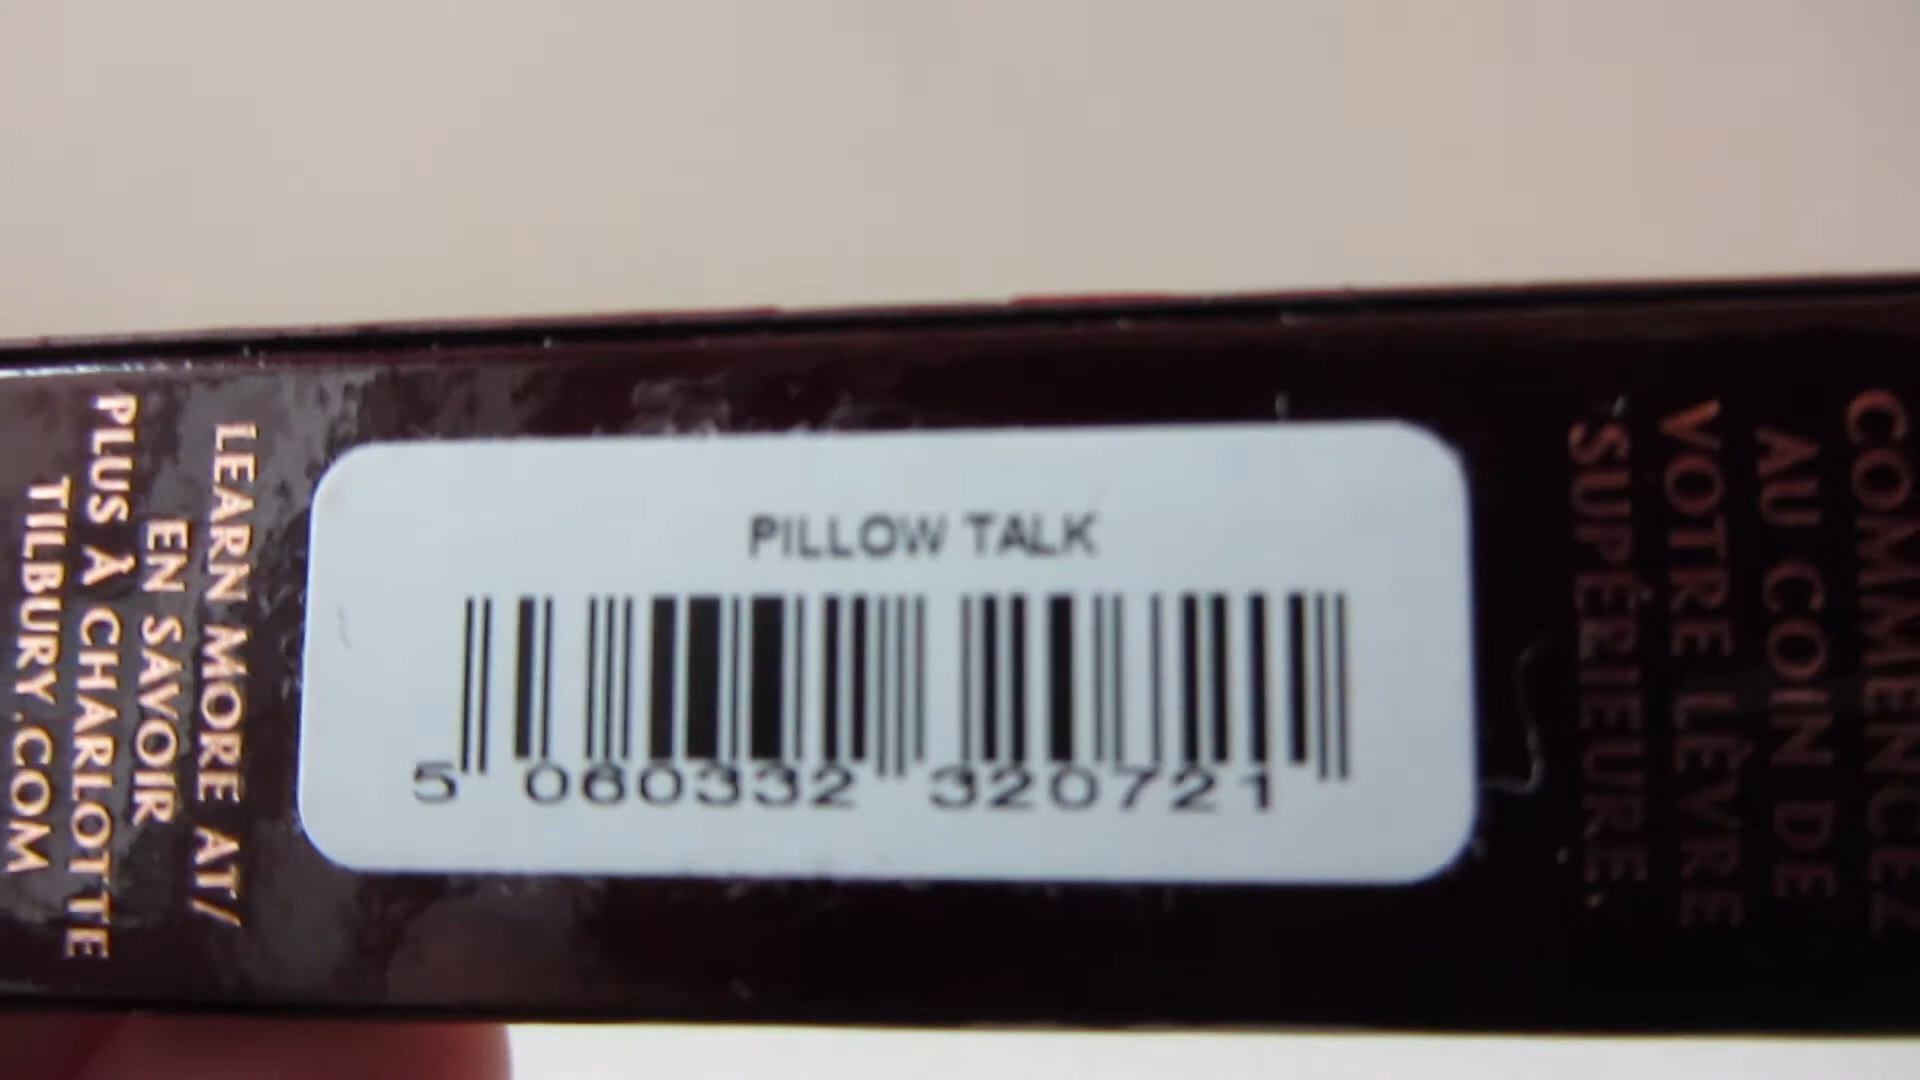 LEARN MORE AT/
EN SAVOIR
PLUS À CHARLOTTE
TILBURY.COM
PILLOW TALK
5 060332 320721
COMMENCEZ
AU COIN DE
VOTRE LÈVRE
SUPÉRIEURE.